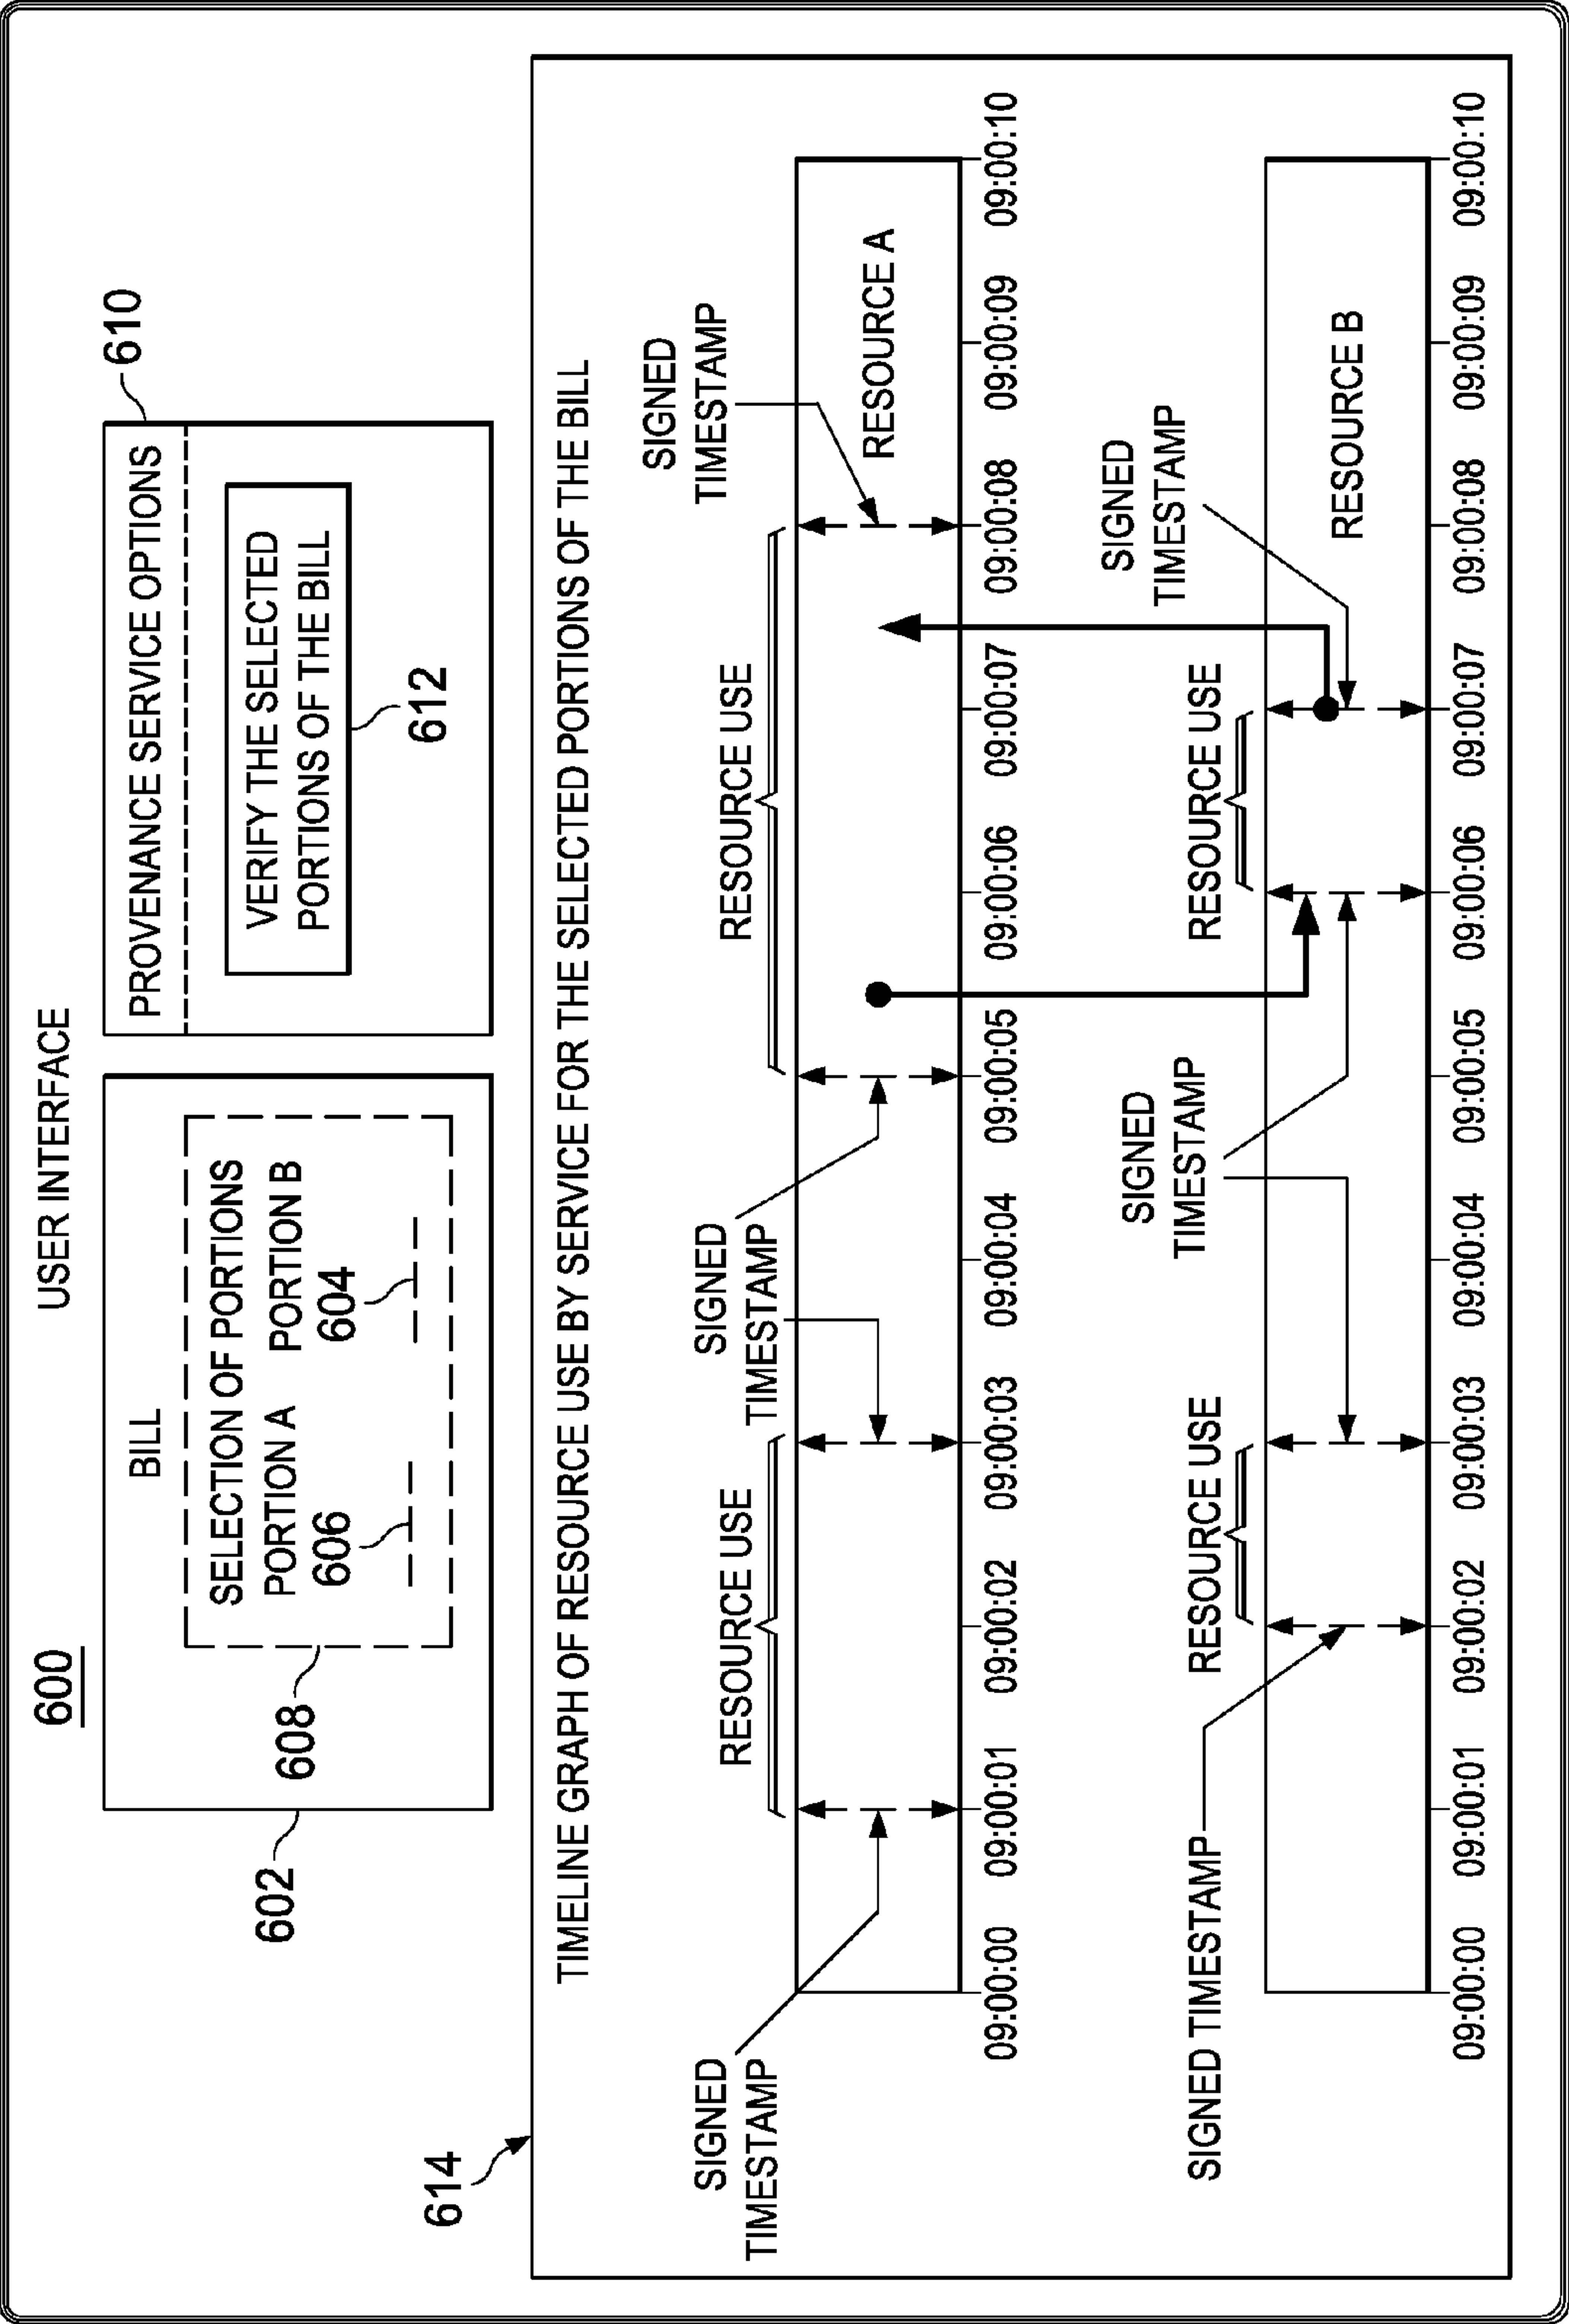 600
USER INTERFACE
BILL
SELECTION OF PORTIONS
PORTION A
PORTION B
606
604
608
602
PROVENANCE SERVICE OPTIONS
610
VERIFY THE SELECTED
PORTIONS OF THE BILL
612
614
TIMELINE GRAPH OF RESOURCE USE BY SERVICE FOR THE SELECTED PORTIONS OF THE BILL
SIGNED
TIMESTAMP
RESOURCE USE
SIGNED
TIMESTAMP
RESOURCE USE
SIGNED
TIMESTAMP
RESOURCE A
09:00:00
09:00:01
09:00:02
09:00:03
09:00:04
09:00:05
09:00:06
09:00:07
09:00:08
09:00:09
09:00:10
SIGNED TIMESTAMP
RESOURCE USE
SIGNED
TIMESTAMP
RESOURCE USE
SIGNED
TIMESTAMP
RESOURCE B
09:00:00
09:00:01
09:00:02
09:00:03
09:00:04
09:00:05
09:00:06
09:00:07
09:00:08
09:00:09
09:00:10